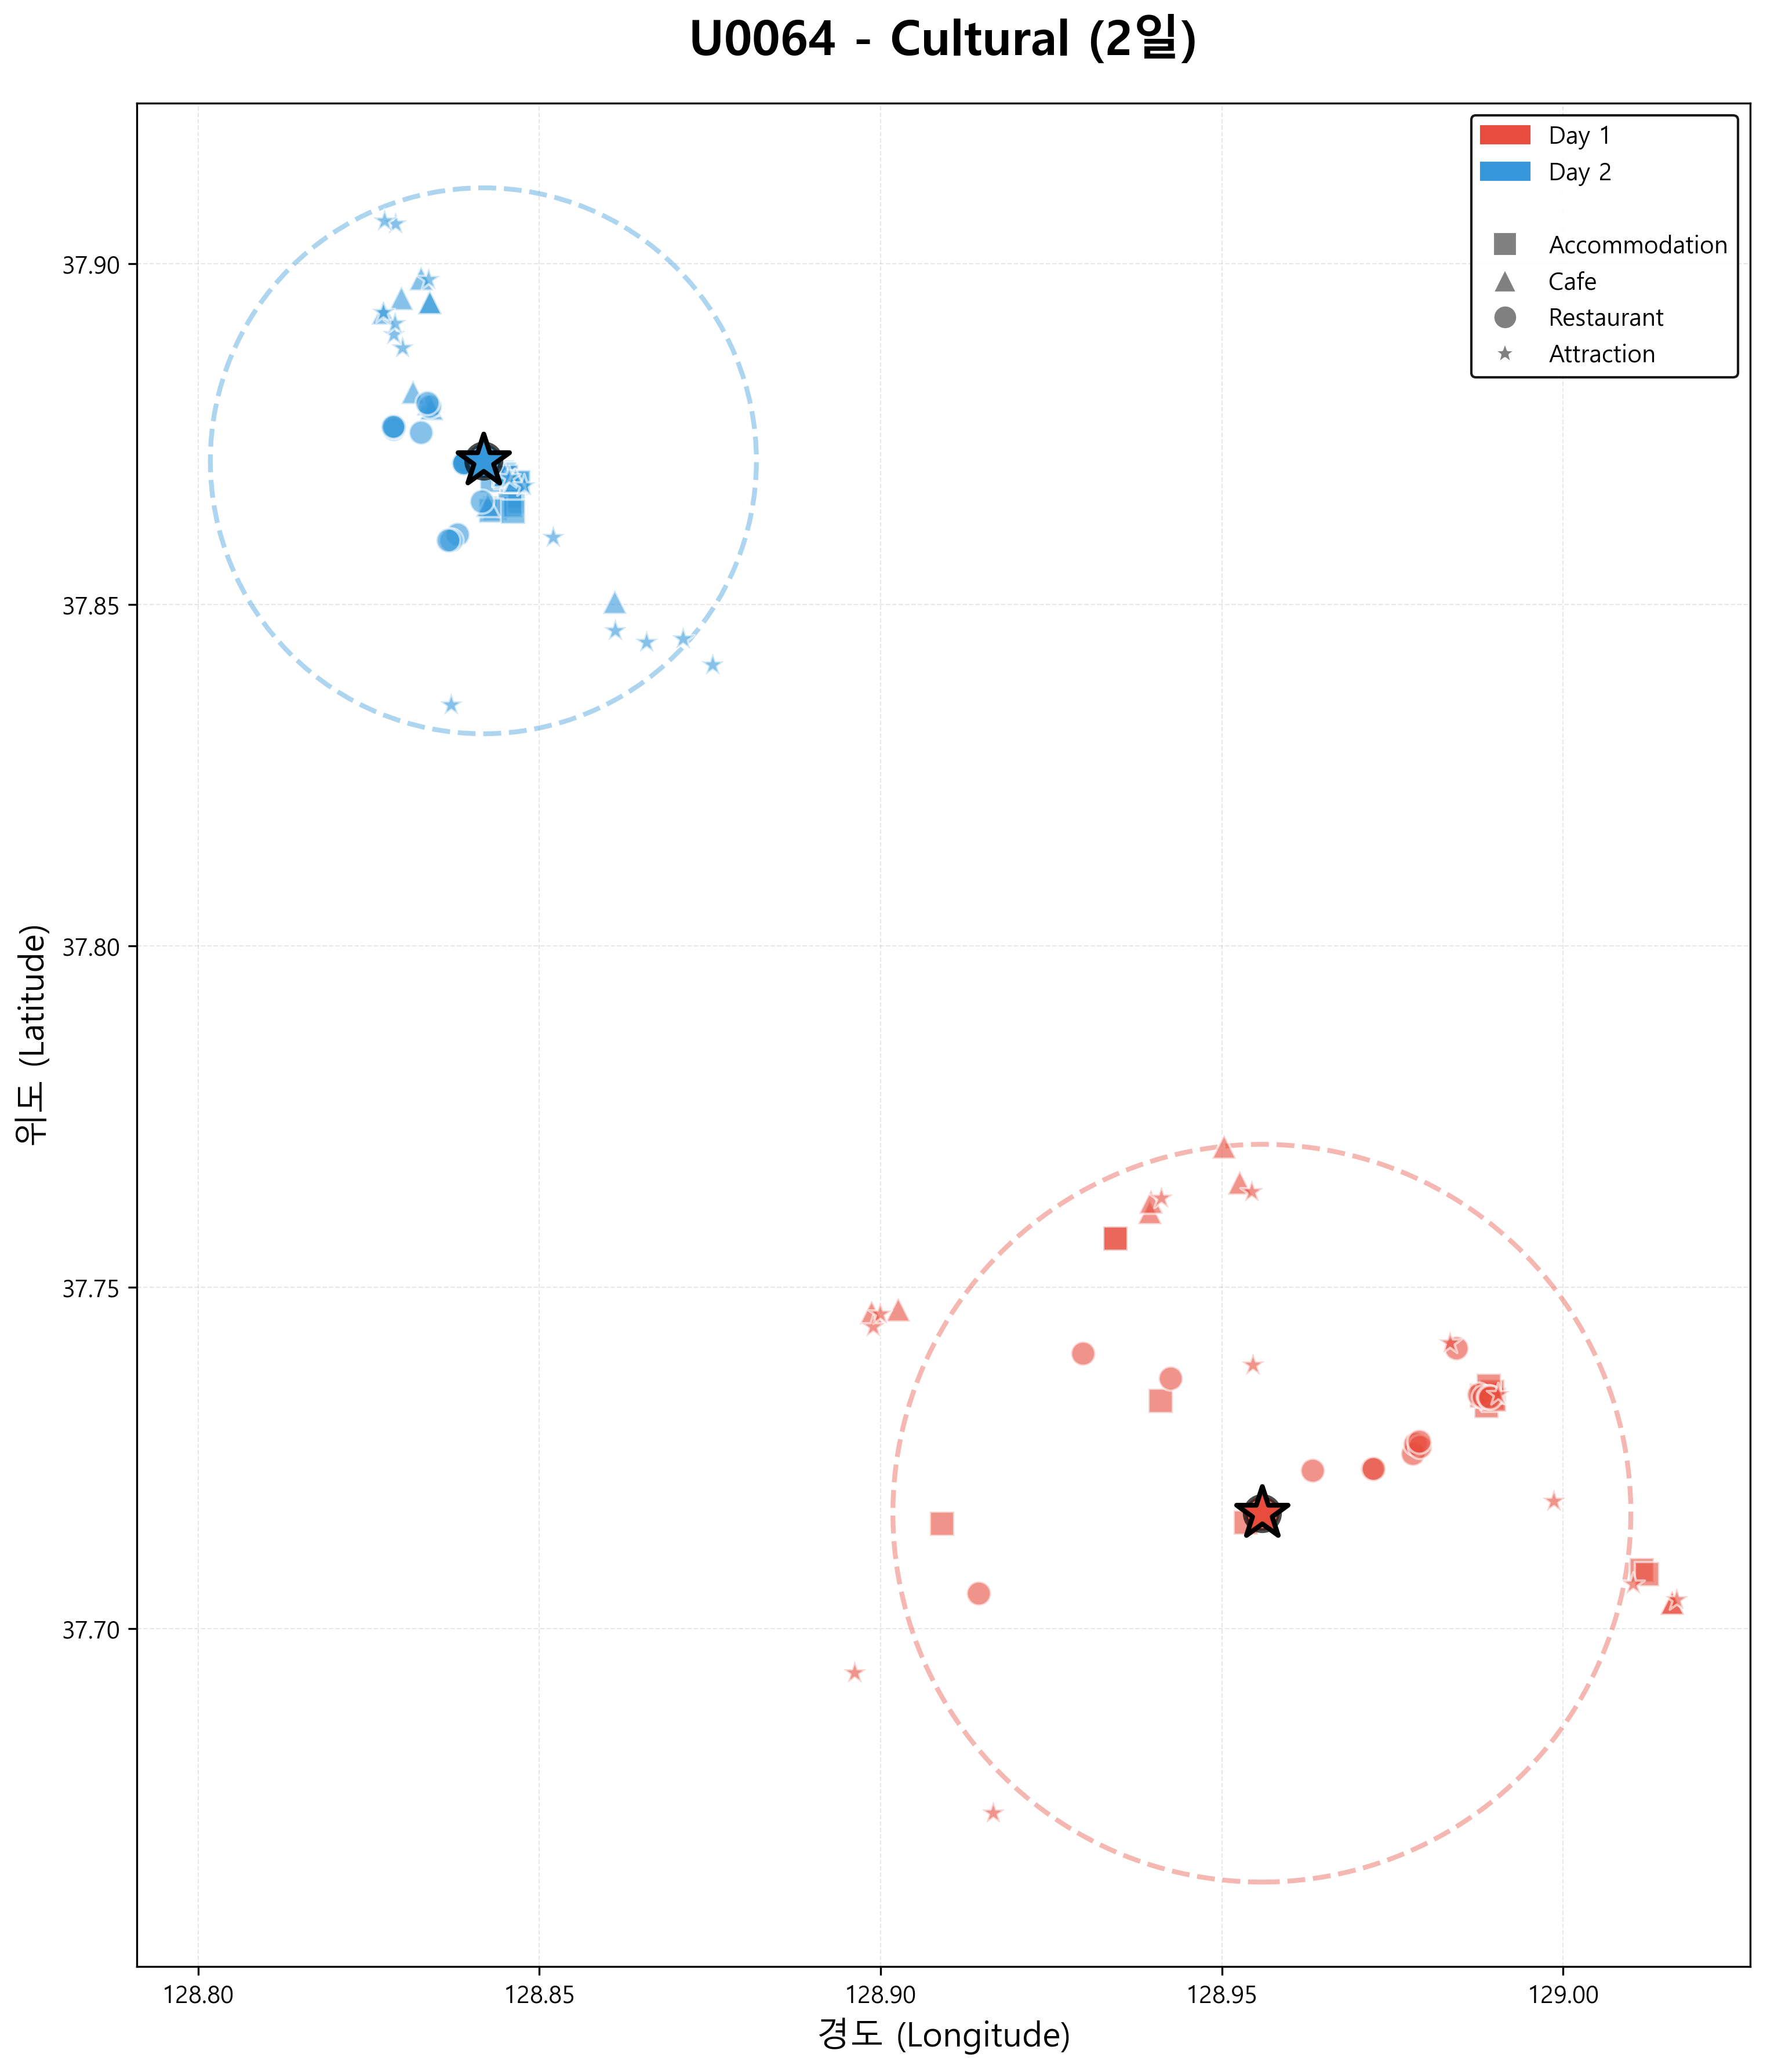 U0064 - Cultural (2일)
Day 1
Day 2
Accommodation
Cafe
Restaurant
Attraction
37.90
37.85
37.80
37.75
37.70
위도 (Latitude)
128.80
128.85
128.90
128.95
129.00
경도 (Longitude)